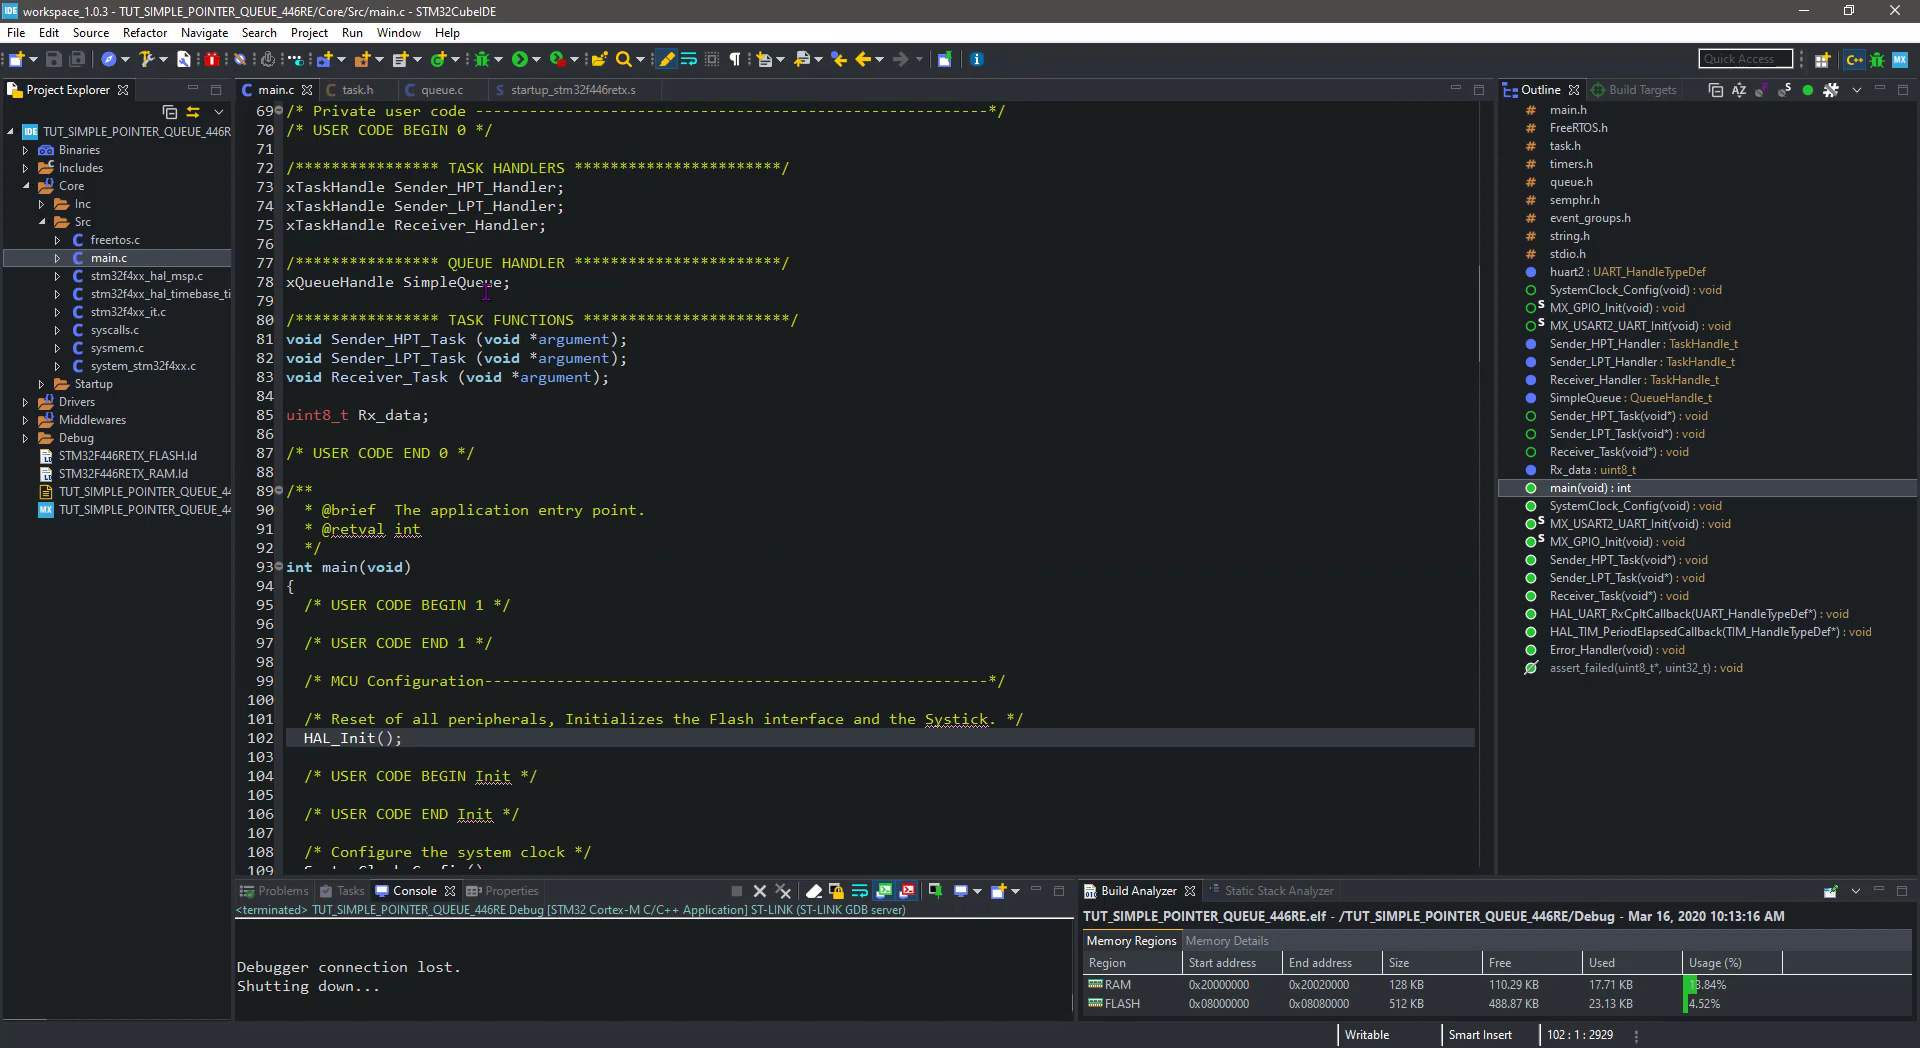 workspace_1.0.3 - TUT_SIMPLE_POINTER_QUEUE_446RE/Core/Src/main.c - STM32CubeIDE
File Edit Source Refactor Navigate Search Project Run Window Help
Quick Access
Project Explorer
TUT_SIMPLE_POINTER_QUEUE_446R
Binaries
Includes
Core
Inc
Src
freertos.c
main.c
stm32f4xx_hal_msp.c
stm32f4xx_hal_timebase_ti
stm32f4xx_it.c
syscalls.c
sysmem.c
system_stm32f4xx.c
Startup
Drivers
Middlewares
Debug
STM32F446RETX_FLASH.ld
STM32F446RETX_RAM.ld
TUT_SIMPLE_POINTER_QUEUE_44
TUT_SIMPLE_POINTER_QUEUE_44
main.c task.h queue.c startup_stm32f446retx.s
69 /* Private user code ---------------------------------------------------------*/
70 /* USER CODE BEGIN 0 */
71
72 /**************** TASK HANDLERS ***********************/
73 xTaskHandle Sender_HPT_Handler;
74 xTaskHandle Sender_LPT_Handler;
75 xTaskHandle Receiver_Handler;
76
77 /**************** QUEUE HANDLER ***********************/
78 xQueueHandle SimpleQueue;
79
80 /**************** TASK FUNCTIONS ***********************/
81 void Sender_HPT_Task (void *argument);
82 void Sender_LPT_Task (void *argument);
83 void Receiver_Task (void *argument);
84
85 uint8_t Rx_data;
86
87 /* USER CODE END 0 */
88
89 /**
90 * @brief  The application entry point.
91 * @retval int
92 */
93 int main(void)
94 {
95 /* USER CODE BEGIN 1 */
96
97 /* USER CODE END 1 */
98
99 /* MCU Configuration--------------------------------------------------------*/
100
101 /* Reset of all peripherals, Initializes the Flash interface and the Systick. */
102 HAL_Init();
103
104 /* USER CODE BEGIN Init */
105
106 /* USER CODE END Init */
107
108 /* Configure the system clock */
109
Outline Build Targets
main.h
FreeRTOS.h
task.h
timers.h
queue.h
semphr.h
event_groups.h
string.h
stdio.h
huart2 : UART_HandleTypeDef
SystemClock_Config(void) : void
MX_GPIO_Init(void) : void
MX_USART2_UART_Init(void) : void
Sender_HPT_Handler : TaskHandle_t
Sender_LPT_Handler : TaskHandle_t
Receiver_Handler : TaskHandle_t
SimpleQueue : QueueHandle_t
Sender_HPT_Task(void*) : void
Sender_LPT_Task(void*) : void
Receiver_Task(void*) : void
Rx_data : uint8_t
main(void) : int
SystemClock_Config(void) : void
MX_USART2_UART_Init(void) : void
MX_GPIO_Init(void) : void
Sender_HPT_Task(void*) : void
Sender_LPT_Task(void*) : void
Receiver_Task(void*) : void
HAL_UART_RxCpltCallback(UART_HandleTypeDef*) : void
HAL_TIM_PeriodElapsedCallback(TIM_HandleTypeDef*) : void
Error_Handler(void) : void
assert_failed(uint8_t*, uint32_t) : void
Problems Tasks Console Properties
<terminated> TUT_SIMPLE_POINTER_QUEUE_446RE Debug [STM32 Cortex-M C/C++ Application] ST-LINK (ST-LINK GDB server)
Debugger connection lost.
Shutting down...
Build Analyzer Static Stack Analyzer
TUT_SIMPLE_POINTER_QUEUE_446RE.elf - /TUT_SIMPLE_POINTER_QUEUE_446RE/Debug - Mar 16, 2020 10:13:16 AM
Memory Regions Memory Details
Region Start address End address Size Free Used Usage (%)
RAM 0x20000000 0x20020000 128 KB 110.29 KB 17.71 KB 13.84%
FLASH 0x08000000 0x08080000 512 KB 488.87 KB 23.13 KB 4.52%
Writable Smart Insert 102 : 1 : 2929